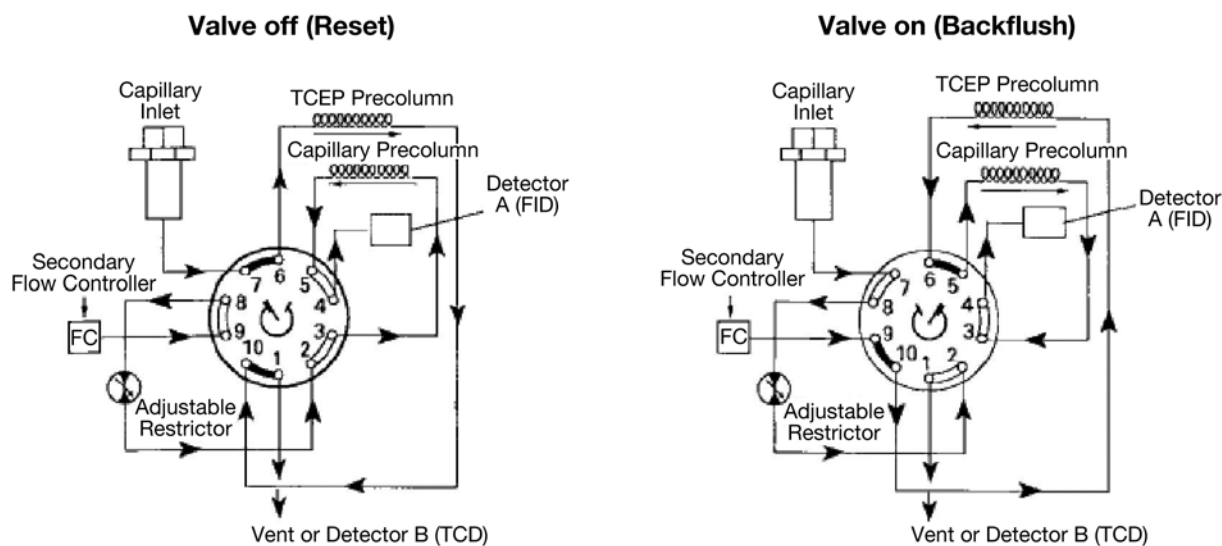 Valve off (Reset)
Capillary
Inlet
TCEP Precolumn
Capillary Precolumn
Detector
A (FID)
Secondary
Flow Controller
FC
7
6
5
8
4
9
3
10
1
2
Adjustable
Restrictor
Vent or Detector B (TCD)
Valve on (Backflush)
Capillary
Inlet
TCEP Precolumn
Capillary Precolumn
Detector
A (FID)
Secondary
Flow Controller
FC
7
6
5
8
4
9
3
10
1
2
Adjustable
Restrictor
Vent or Detector B (TCD)